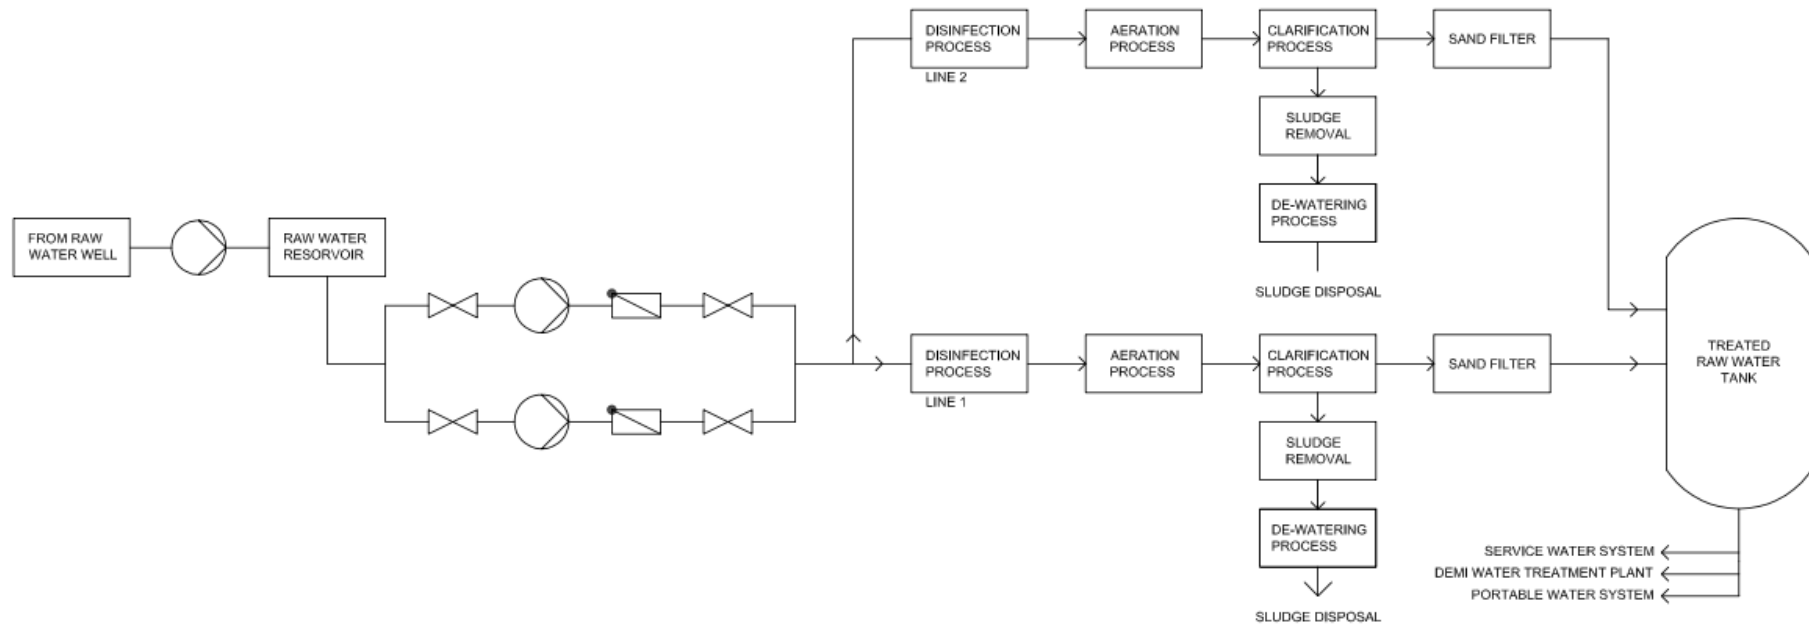 DISINFECTION
PROCESS
LINE 2
AERATION
PROCESS
CLARIFICATION
PROCESS
SAND FILTER
SLUDGE
REMOVAL
DE-WATERING
PROCESS
SLUDGE DISPOSAL
FROM RAW
WATER WELL
RAW WATER
RESORVOIR
DISINFECTION
PROCESS
LINE 1
AERATION
PROCESS
CLARIFICATION
PROCESS
SAND FILTER
TREATED
RAW WATER
TANK
SLUDGE
REMOVAL
DE-WATERING
PROCESS
SLUDGE DISPOSAL
SERVICE WATER SYSTEM
DEMI WATER TREATMENT PLANT
PORTABLE WATER SYSTEM